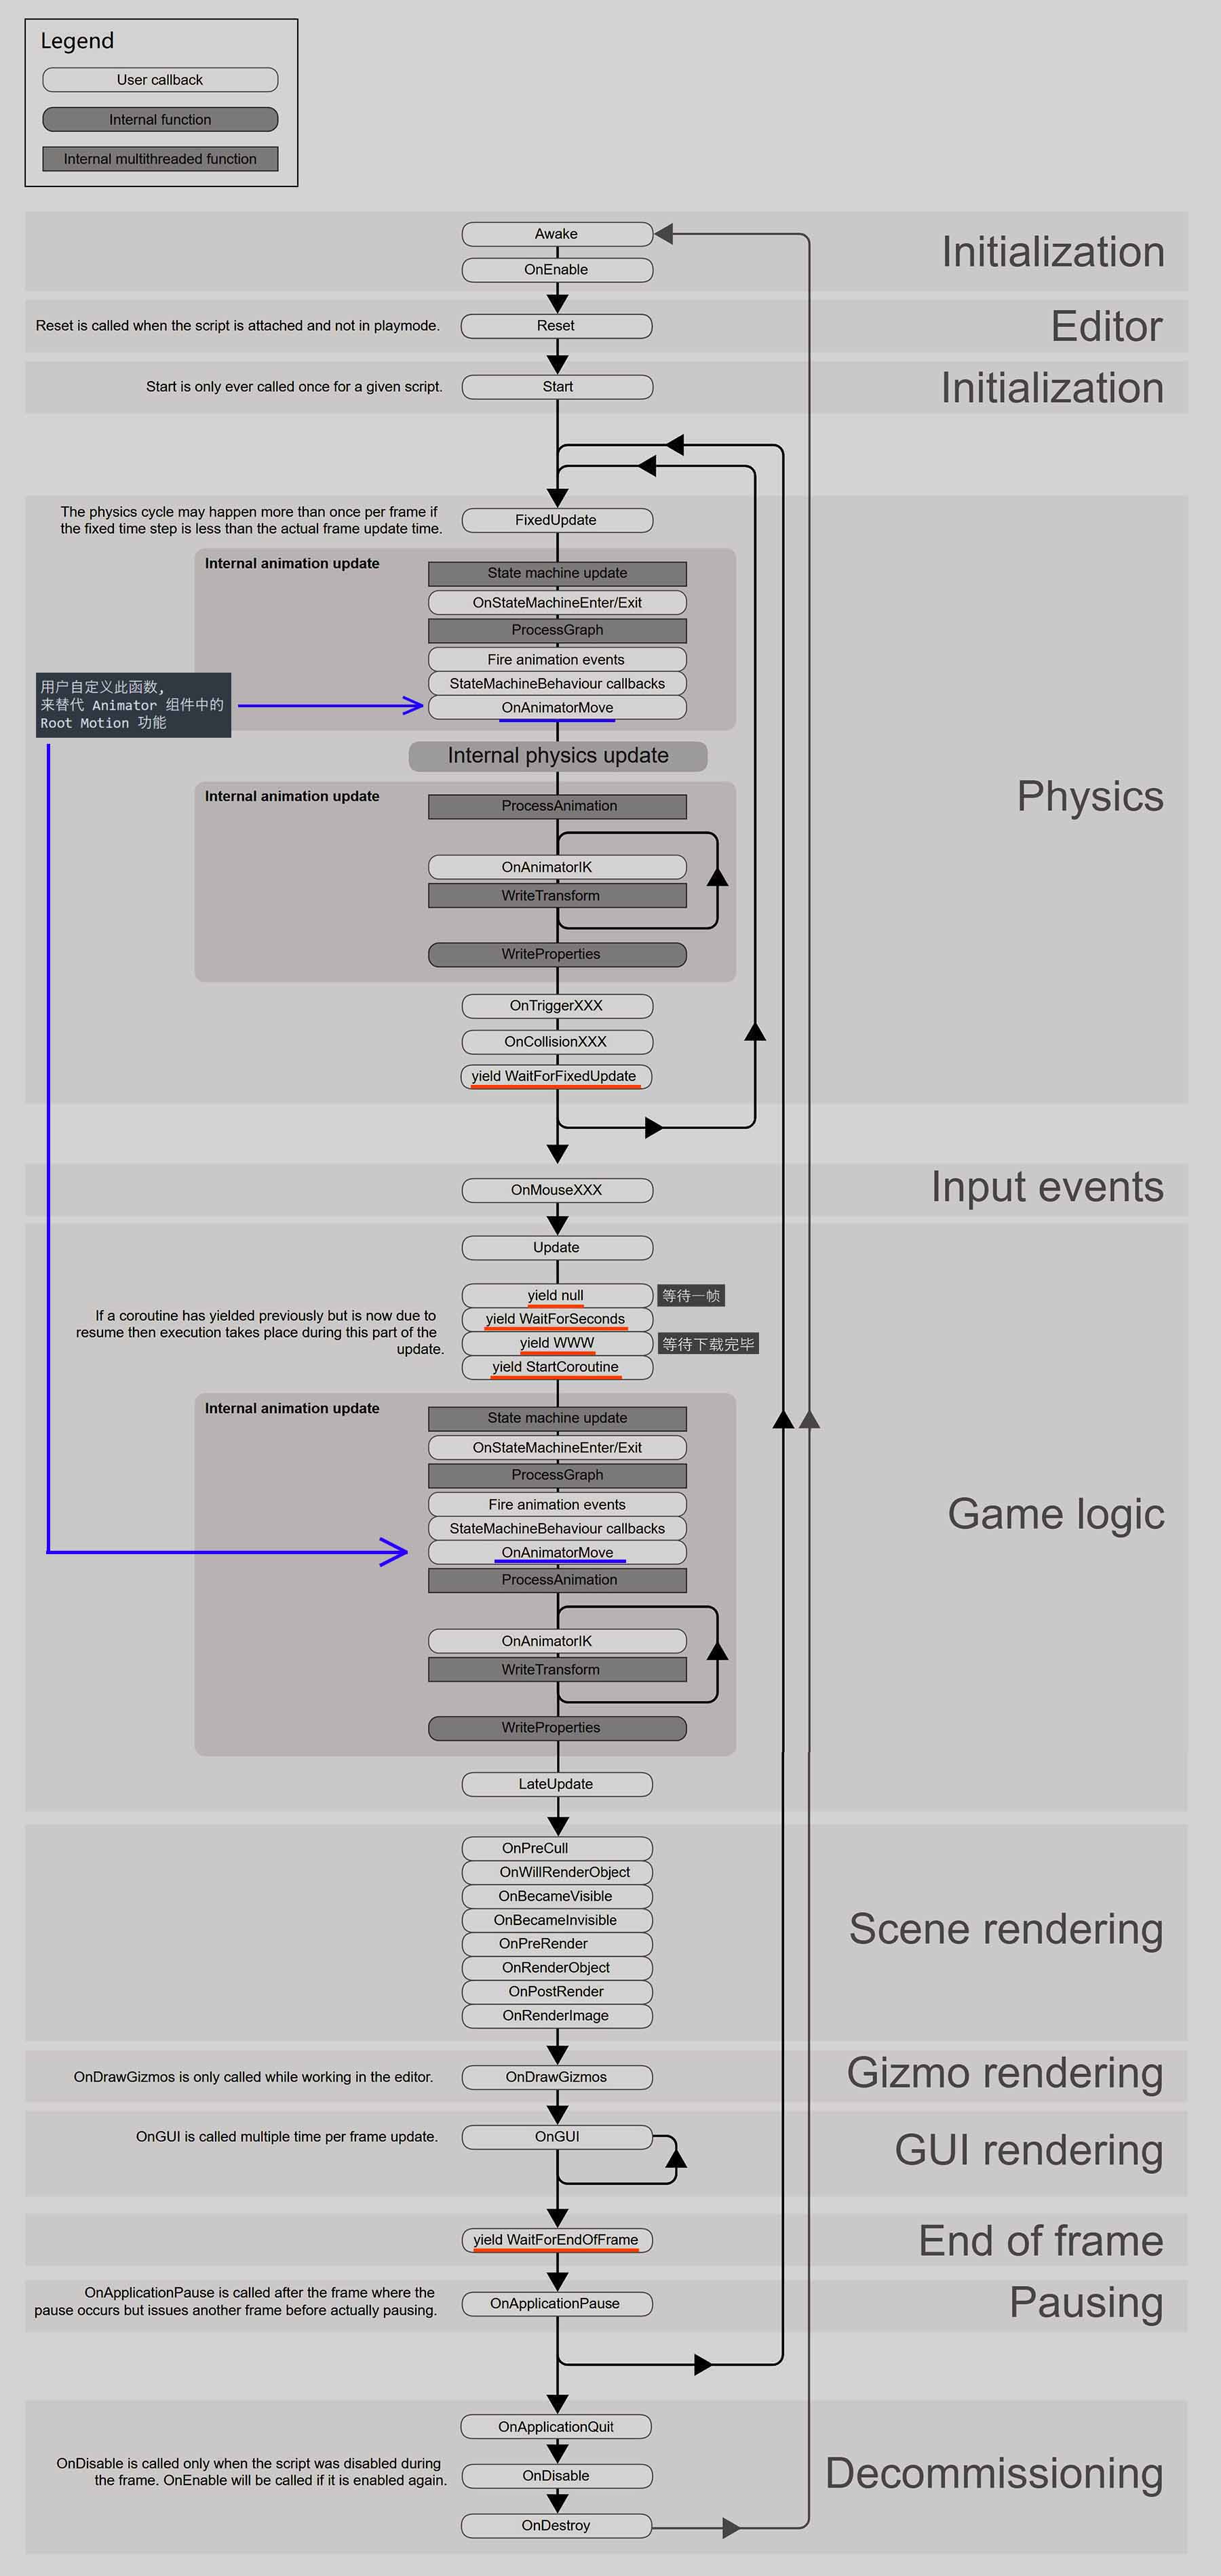 Legend
User callback
Internal function
Internal multithreaded function
Awake
Initialization
OnEnable
Reset is called when the script is attached and not in playmode.
Reset
Editor
Start is only ever called once for a given script.
Start
Initialization
The physics cycle may happen more than once per frame if
the fixed time step is less than the actual frame update time.
FixedUpdate
Internal animation update
State machine update
OnStateMachineEnter/Exit
ProcessGraph
Fire animation events
StateMachineBehaviour callbacks
OnAnimatorMove
用户自定义此函数,
来替代 Animator 组件中的
Root Motion 功能
Internal physics update
Physics
Internal animation update
ProcessAnimation
OnAnimatorIK
WriteTransform
WriteProperties
OnTriggerXXX
OnCollisionXXX
yield WaitForFixedUpdate
OnMouseXXX
Input events
Update
yield null
等待一帧
yield WaitForSeconds
yield WWW
等待下载完毕
yield StartCoroutine
If a coroutine has yielded previously but is now due to
resume then execution takes place during this part of the
update.
Internal animation update
State machine update
OnStateMachineEnter/Exit
ProcessGraph
Fire animation events
StateMachineBehaviour callbacks
OnAnimatorMove
ProcessAnimation
Game logic
OnAnimatorIK
WriteTransform
WriteProperties
LateUpdate
OnPreCull
OnWillRenderObject
OnBecameVisible
OnBecameInvisible
OnPreRender
OnRenderObject
OnPostRender
OnRenderImage
Scene rendering
OnDrawGizmos is only called while working in the editor.
OnDrawGizmos
Gizmo rendering
OnGUI is called multiple time per frame update.
OnGUI
GUI rendering
yield WaitForEndOfFrame
End of frame
OnApplicationPause is called after the frame where the
pause occurs but issues another frame before actually pausing.
OnApplicationPause
Pausing
OnApplicationQuit
OnDisable is called only when the script was disabled during
the frame. OnEnable will be called if it is enabled again.
OnDisable
Decommissioning
OnDestroy